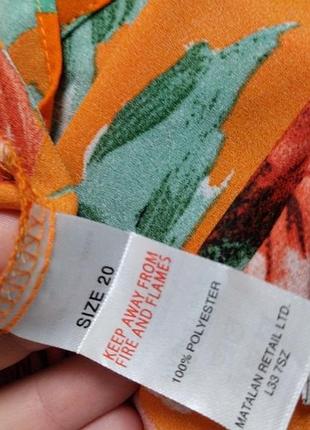 SIZE 20
KEEP AWAY FROM
FIRE AND FLAMES
100% POLYESTER
MATALAN RETAIL LTD.
L33 7SZ